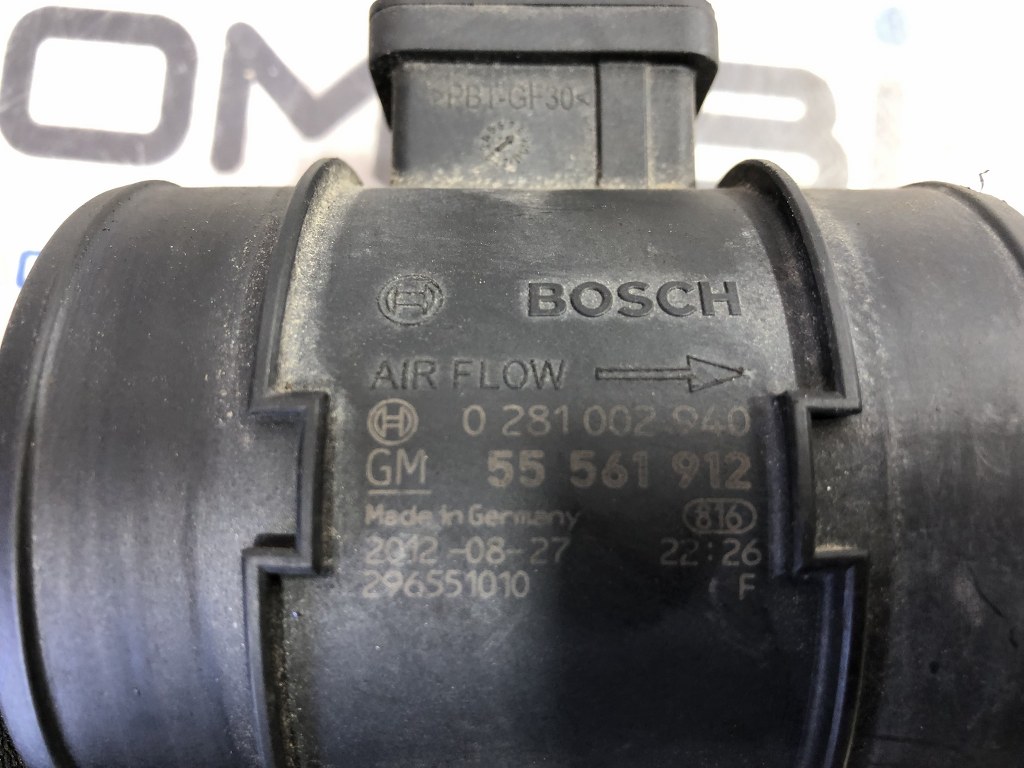 >PBT-GF30<
BOSCH
AIR FLOW
0 281 002 940
GM 55 561 912
Made in Germany 816
2012-08-27 22:26
296551010 F